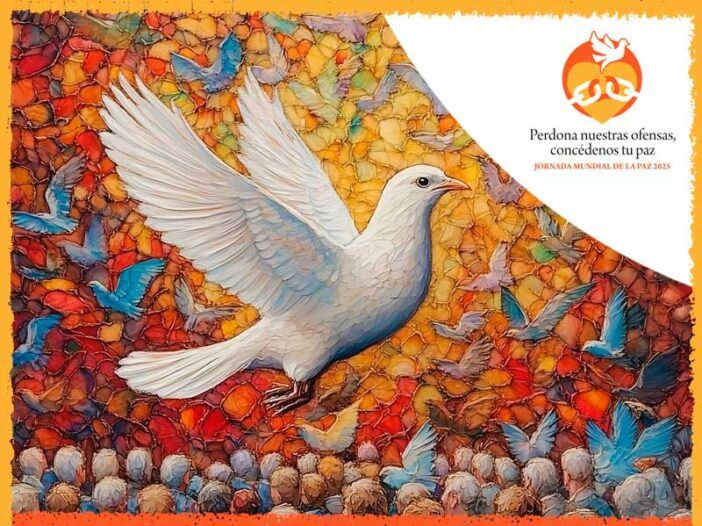 Perdona nuestras ofensas,
concédenos tu paz
JORNADA MUNDIAL DE LA PAZ 2025